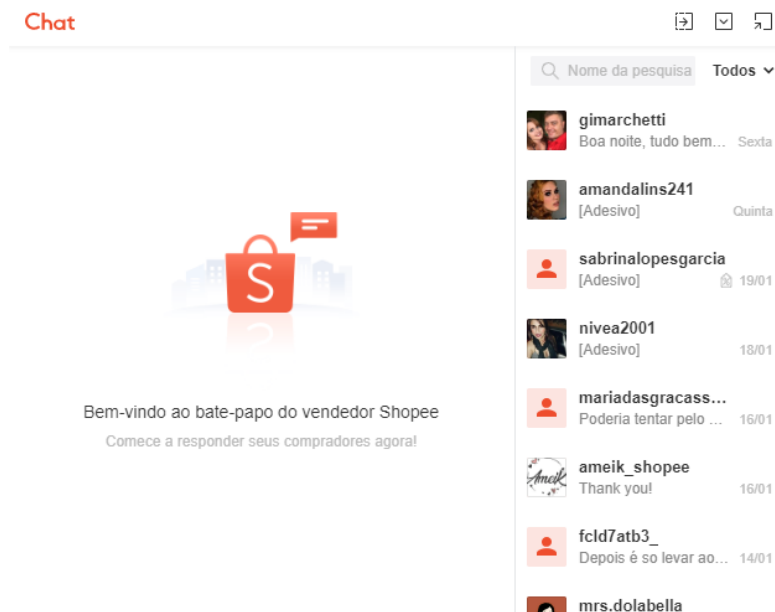 Chat
Nome da pesquisa Todos
gimarchetti
Boa noite, tudo bem... Sexta
amandalins241
[Adesivo] Quinta
sabrinalopesgarcia
[Adesivo] 19/01
nivea2001
[Adesivo] 18/01
mariadasgracass...
Poderia tentar pelo ... 16/01
Ameik
ameik_shopee
Thank you! 16/01
fcld7atb3_
Depois é so levar ao... 14/01
mrs.dolabella
S
Bem-vindo ao bate-papo do vendedor Shopee
Comece a responder seus compradores agora!